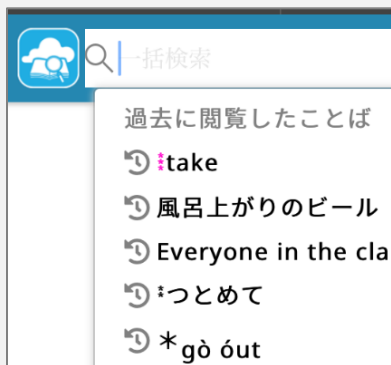 一括検索
過去に閲覧したことば
⁂take
風呂上がりのビール
Everyone in the cla
⁑つとめて
＊gò óut